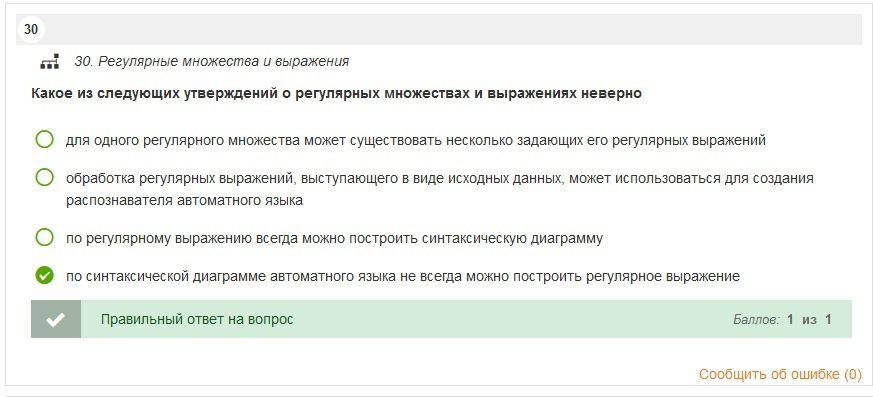 30
30. Регулярные множества и выражения
Какое из следующих утверждений о регулярных множествах и выражениях неверно
для одного регулярного множества может существовать несколько задающих его регулярных выражений
обработка регулярных выражений, выступающего в виде исходных данных, может использоваться для создания
распознавателя автоматного языка
по регулярному выражению всегда можно построить синтаксическую диаграмму
по синтаксической диаграмме автоматного языка не всегда можно построить регулярное выражение
Правильный ответ на вопрос Баллов: 1 из 1
Сообщить об ошибке (0)